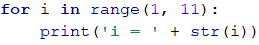 for i in range(1, 11):
    print('i = ' + str(i))